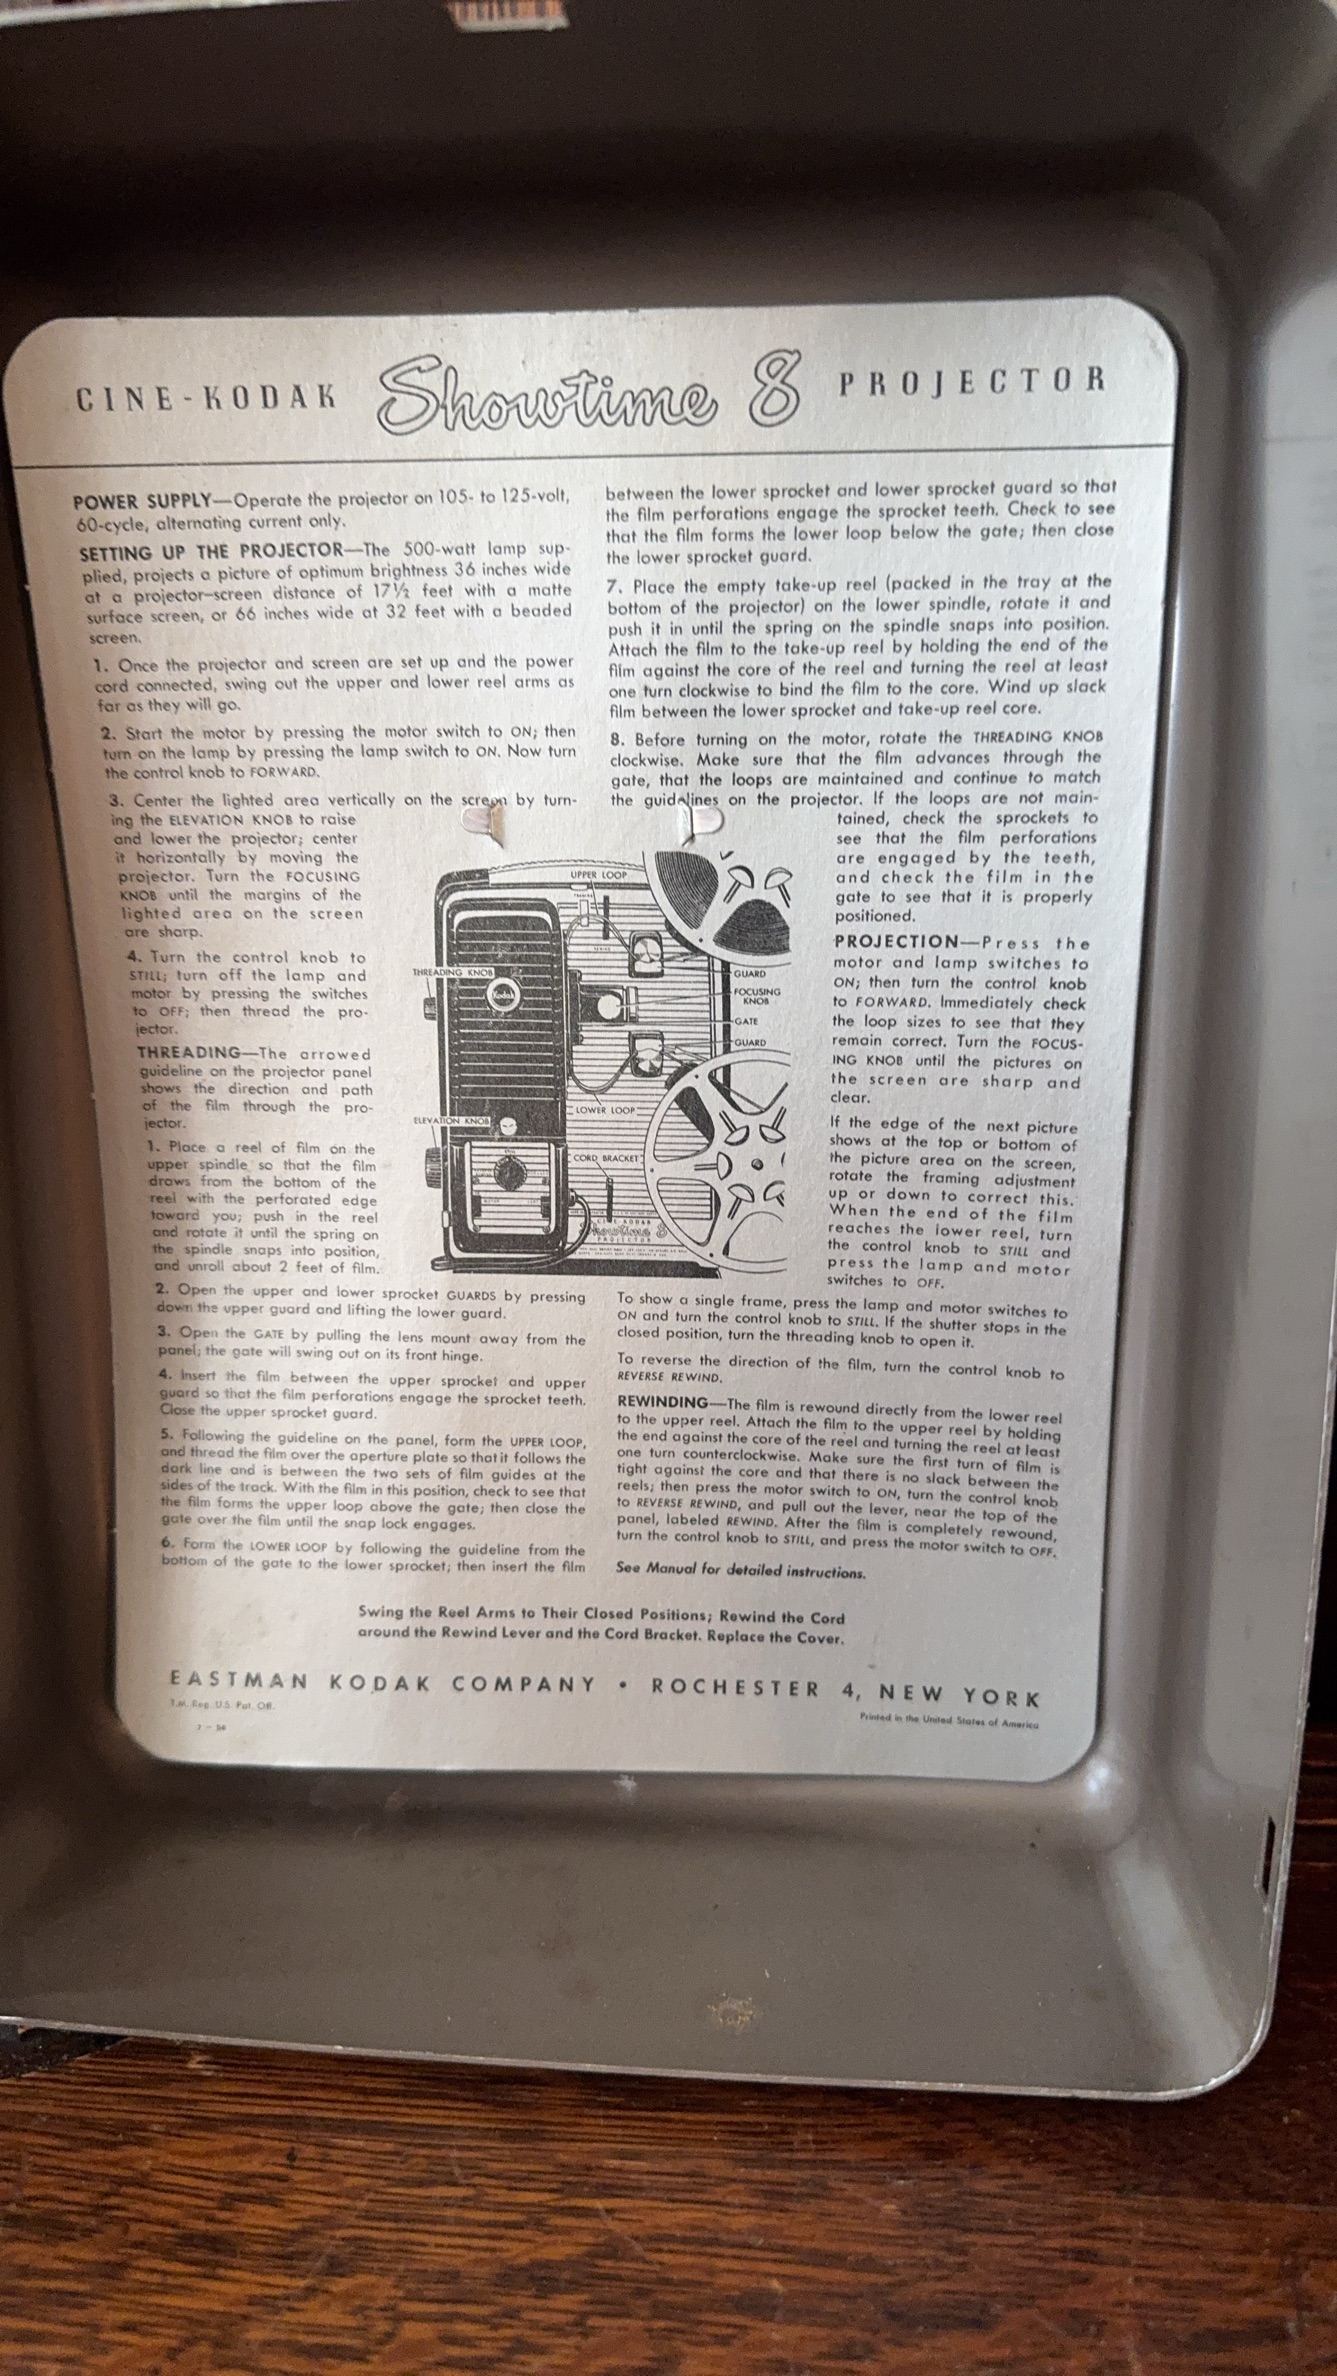 CINE-KODAK Showtime 8 PROJECTOR
POWER SUPPLY—Operate the projector on 105- to 125-volt,
60-cycle, alternating current only.
SETTING UP THE PROJECTOR—The 500-watt lamp sup-
plied, projects a picture of optimum brightness 36 inches wide
at a projector–screen distance of 17½ feet with a matte
surface screen, or 66 inches wide at 32 feet with a beaded
screen.
1. Once the projector and screen are set up and the power
cord connected, swing out the upper and lower reel arms as
far as they will go.
2. Start the motor by pressing the motor switch to ON; then
turn on the lamp by pressing the lamp switch to ON. Now turn
the control knob to FORWARD.
3. Center the lighted area vertically on the screen by turn-
ing the ELEVATION KNOB to raise
and lower the projector; center
it horizontally by moving the
projector. Turn the FOCUSING
KNOB until the margins of the
lighted area on the screen
are sharp.
4. Turn the control knob to
STILL; turn off the lamp and
motor by pressing the switches
to OFF; then thread the pro-
jector.
THREADING—The arrowed
guideline on the projector panel
shows the direction and path
of the film through the pro-
jector.
1. Place a reel of film on the
upper spindle so that the film
draws from the bottom of the
reel with the perforated edge
toward you; push in the reel
and rotate it until the spring on
the spindle snaps into position,
and unroll about 2 feet of film.
2. Open the upper and lower sprocket GUARDS by pressing
down the upper guard and lifting the lower guard.
3. Open the GATE by pulling the lens mount away from the
panel; the gate will swing out on its front hinge.
4. Insert the film between the upper sprocket and upper
guard so that the film perforations engage the sprocket teeth.
Close the upper sprocket guard.
5. Following the guideline on the panel, form the UPPER LOOP,
and thread the film over the aperture plate so that it follows the
dark line and is between the two sets of film guides at the
sides of the track. With the film in this position, check to see that
the film forms the upper loop above the gate; then close the
gate over the film until the snap lock engages.
6. Form the LOWER LOOP by following the guideline from the
bottom of the gate to the lower sprocket; then insert the film
between the lower sprocket and lower sprocket guard so that
the film perforations engage the sprocket teeth. Check to see
that the film forms the lower loop below the gate; then close
the lower sprocket guard.
7. Place the empty take-up reel (packed in the tray at the
bottom of the projector) on the lower spindle, rotate it and
push it in until the spring on the spindle snaps into position.
Attach the film to the take-up reel by holding the end of the
film against the core of the reel and turning the reel at least
one turn clockwise to bind the film to the core. Wind up slack
film between the lower sprocket and take-up reel core.
8. Before turning on the motor, rotate the THREADING KNOB
clockwise. Make sure that the film advances through the
gate, that the loops are maintained and continue to match
the guidelines on the projector. If the loops are not main-
tained, check the sprockets to
see that the film perforations
are engaged by the teeth,
and check the film in the
gate to see that it is properly
positioned.
PROJECTION—Press the
motor and lamp switches to
ON; then turn the control knob
to FORWARD. Immediately check
the loop sizes to see that they
remain correct. Turn the FOCUS-
ING KNOB until the pictures on
the screen are sharp and
clear.
If the edge of the next picture
shows at the top or bottom of
the picture area on the screen,
rotate the framing adjustment
up or down to correct this.
When the end of the film
reaches the lower reel, turn
the control knob to STILL and
press the lamp and motor
switches to OFF.
To show a single frame, press the lamp and motor switches to
ON and turn the control knob to STILL. If the shutter stops in the
closed position, turn the threading knob to open it.
To reverse the direction of the film, turn the control knob to
REVERSE REWIND.
REWINDING—The film is rewound directly from the lower reel
to the upper reel. Attach the film to the upper reel by holding
the end against the core of the reel and turning the reel at least
one turn counterclockwise. Make sure the first turn of film is
tight against the core and that there is no slack between the
reels; then press the motor switch to ON, turn the control knob
to REVERSE REWIND, and pull out the lever, near the top of the
panel, labeled REWIND. After the film is completely rewound,
turn the control knob to STILL, and press the motor switch to OFF.
See Manual for detailed instructions.
UPPER LOOP
THREADING KNOB
Kodak
GUARD
FOCUSING
KNOB
GATE
GUARD
LOWER LOOP
ELEVATION KNOB
CORD BRACKET
CINE KODAK
Showtime 8
PROJECTOR
Swing the Reel Arms to Their Closed Positions; Rewind the Cord
around the Rewind Lever and the Cord Bracket. Replace the Cover.
EASTMAN KODAK COMPANY • ROCHESTER 4, NEW YORK
T.M. Reg. U.S. Pat. Off.
Printed in the United States of America
7–56